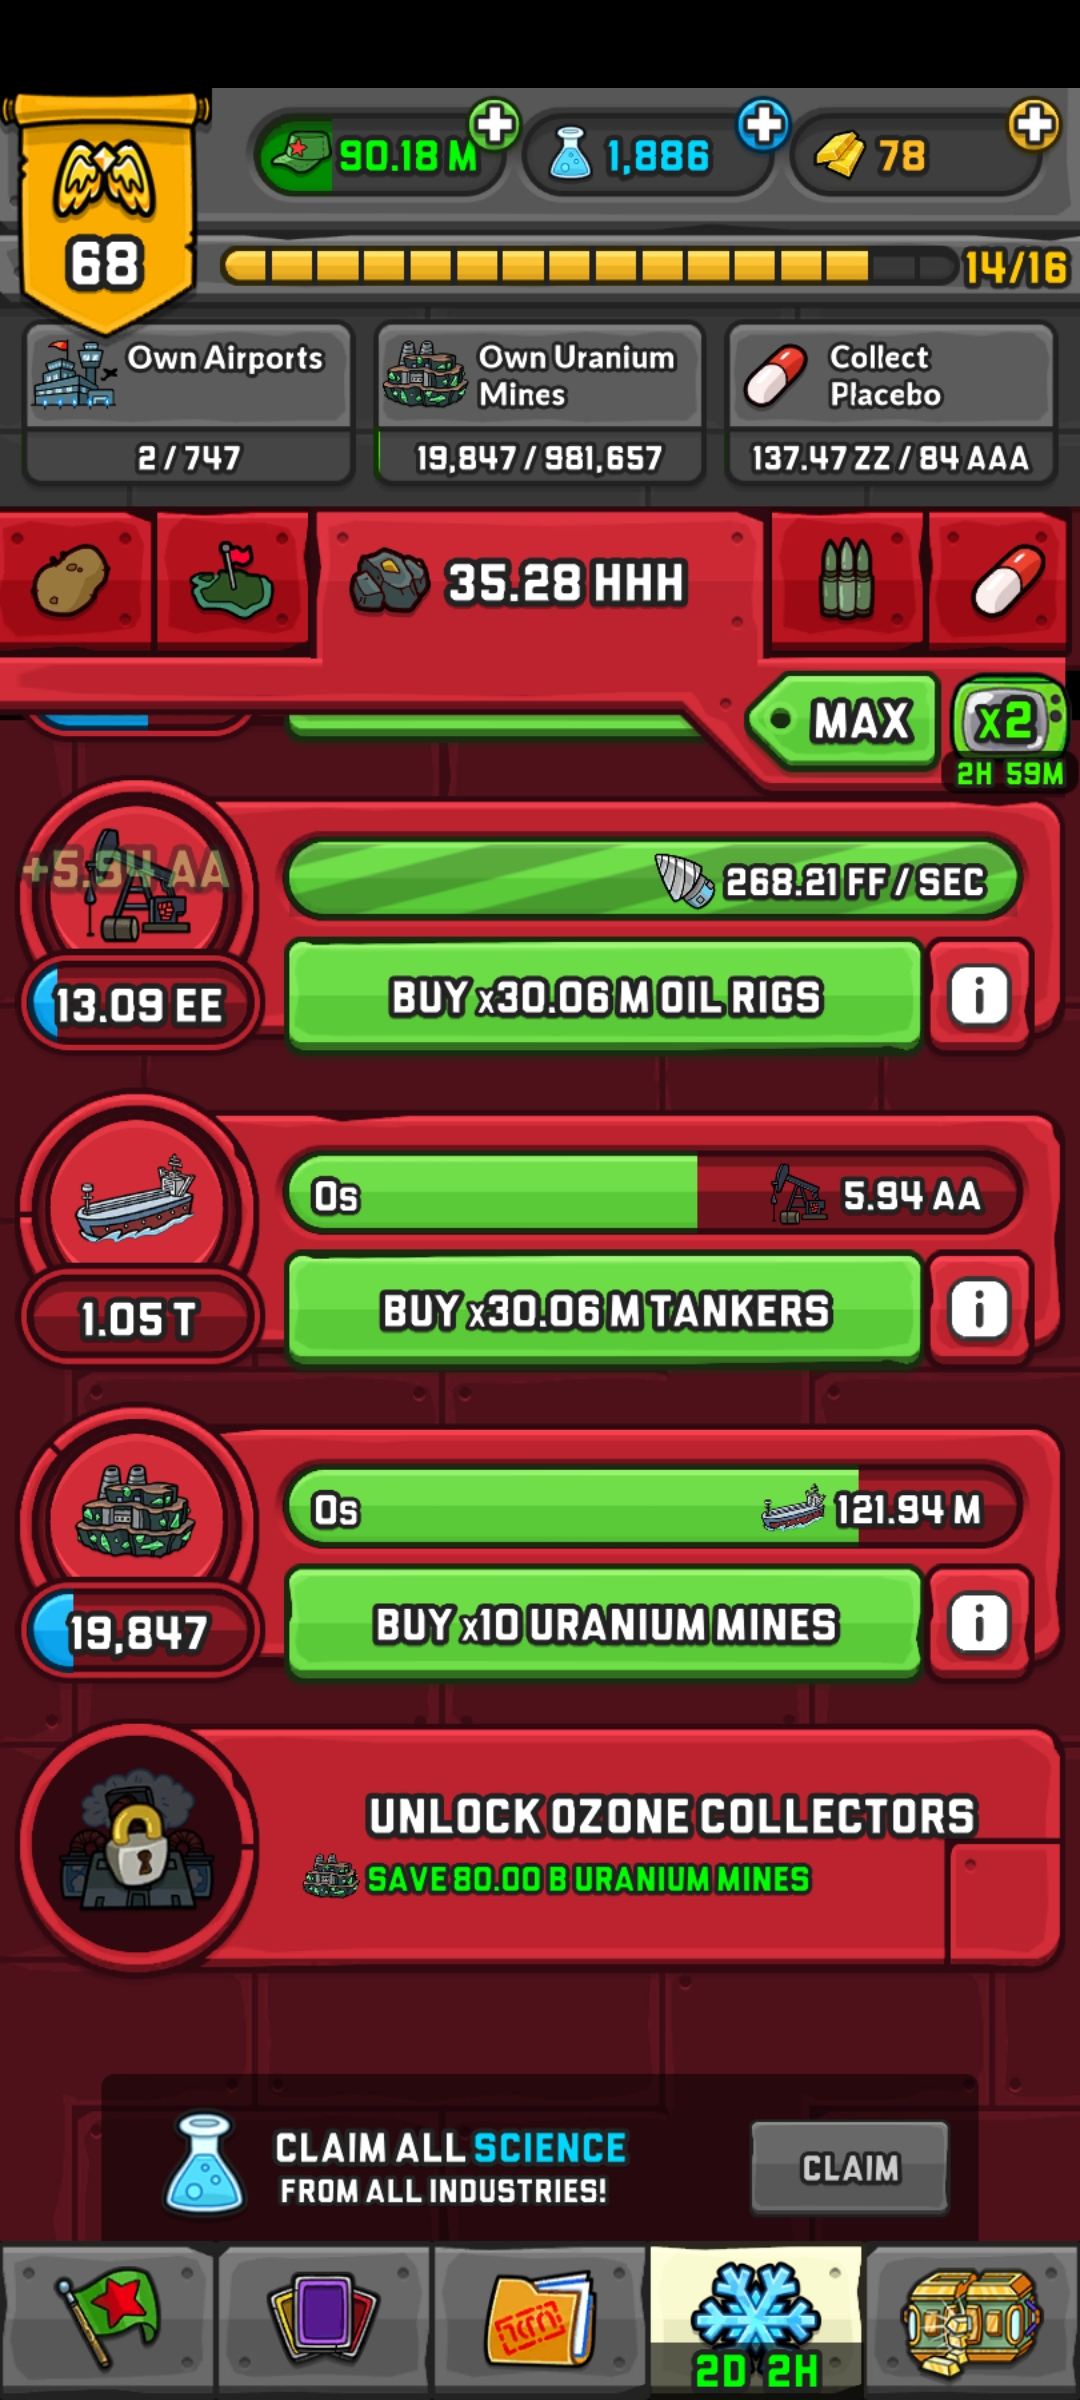 90.18 M
1,886
78
68
14/16
Own Airports
2 / 747
Own Uranium
Mines
19,847 / 981,657
Collect
Placebo
137.47 ZZ / 84 AAA
35.28 HHH
MAX
x2
2H 59M
+5.94 AA
268.21 FF / SEC
13.09 EE
BUY x30.06 M OIL RIGS
i
0s
5.94 AA
1.05 T
BUY x30.06 M TANKERS
i
0s
121.94 M
19,847
BUY x10 URANIUM MINES
i
UNLOCK OZONE COLLECTORS
SAVE 80.00 B URANIUM MINES
CLAIM ALL SCIENCE
FROM ALL INDUSTRIES!
CLAIM
2D 2H